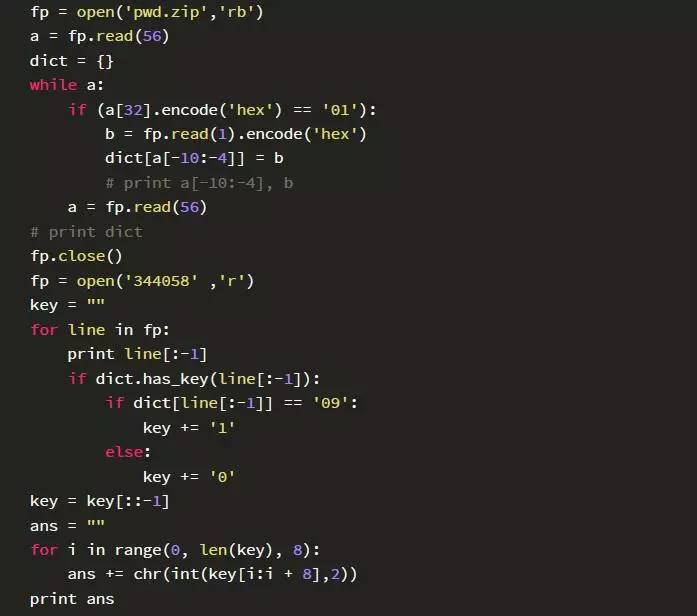 fp = open('pwd.zip','rb')
a = fp.read(56)
dict = {}
while a:
    if (a[32].encode('hex') == '01'):
        b = fp.read(1).encode('hex')
        dict[a[-10:-4]] = b
        # print a[-10:-4], b
    a = fp.read(56)
# print dict
fp.close()
fp = open('344058' ,'r')
key = ""
for line in fp:
    print line[:-1]
    if dict.has_key(line[:-1]):
        if dict[line[:-1]] == '09':
            key += '1'
        else:
            key += '0'
key = key[::-1]
ans = ""
for i in range(0, len(key), 8):
    ans += chr(int(key[i:i + 8],2))
print ans